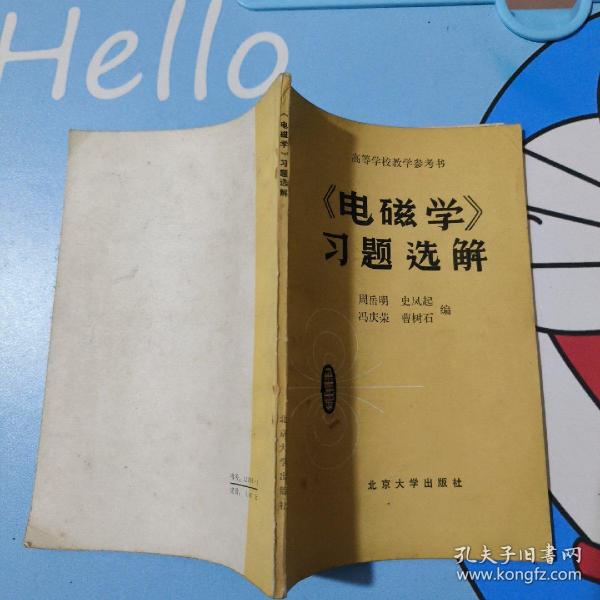 Hello
高等学校教学参考书
《电磁学》
习题选解
周岳明 史凤起
冯庆荣 曹树石 编
北京大学出版社
《电磁学》习题选解
北京大学出版社
孔夫子旧书网
www.kongfz.com